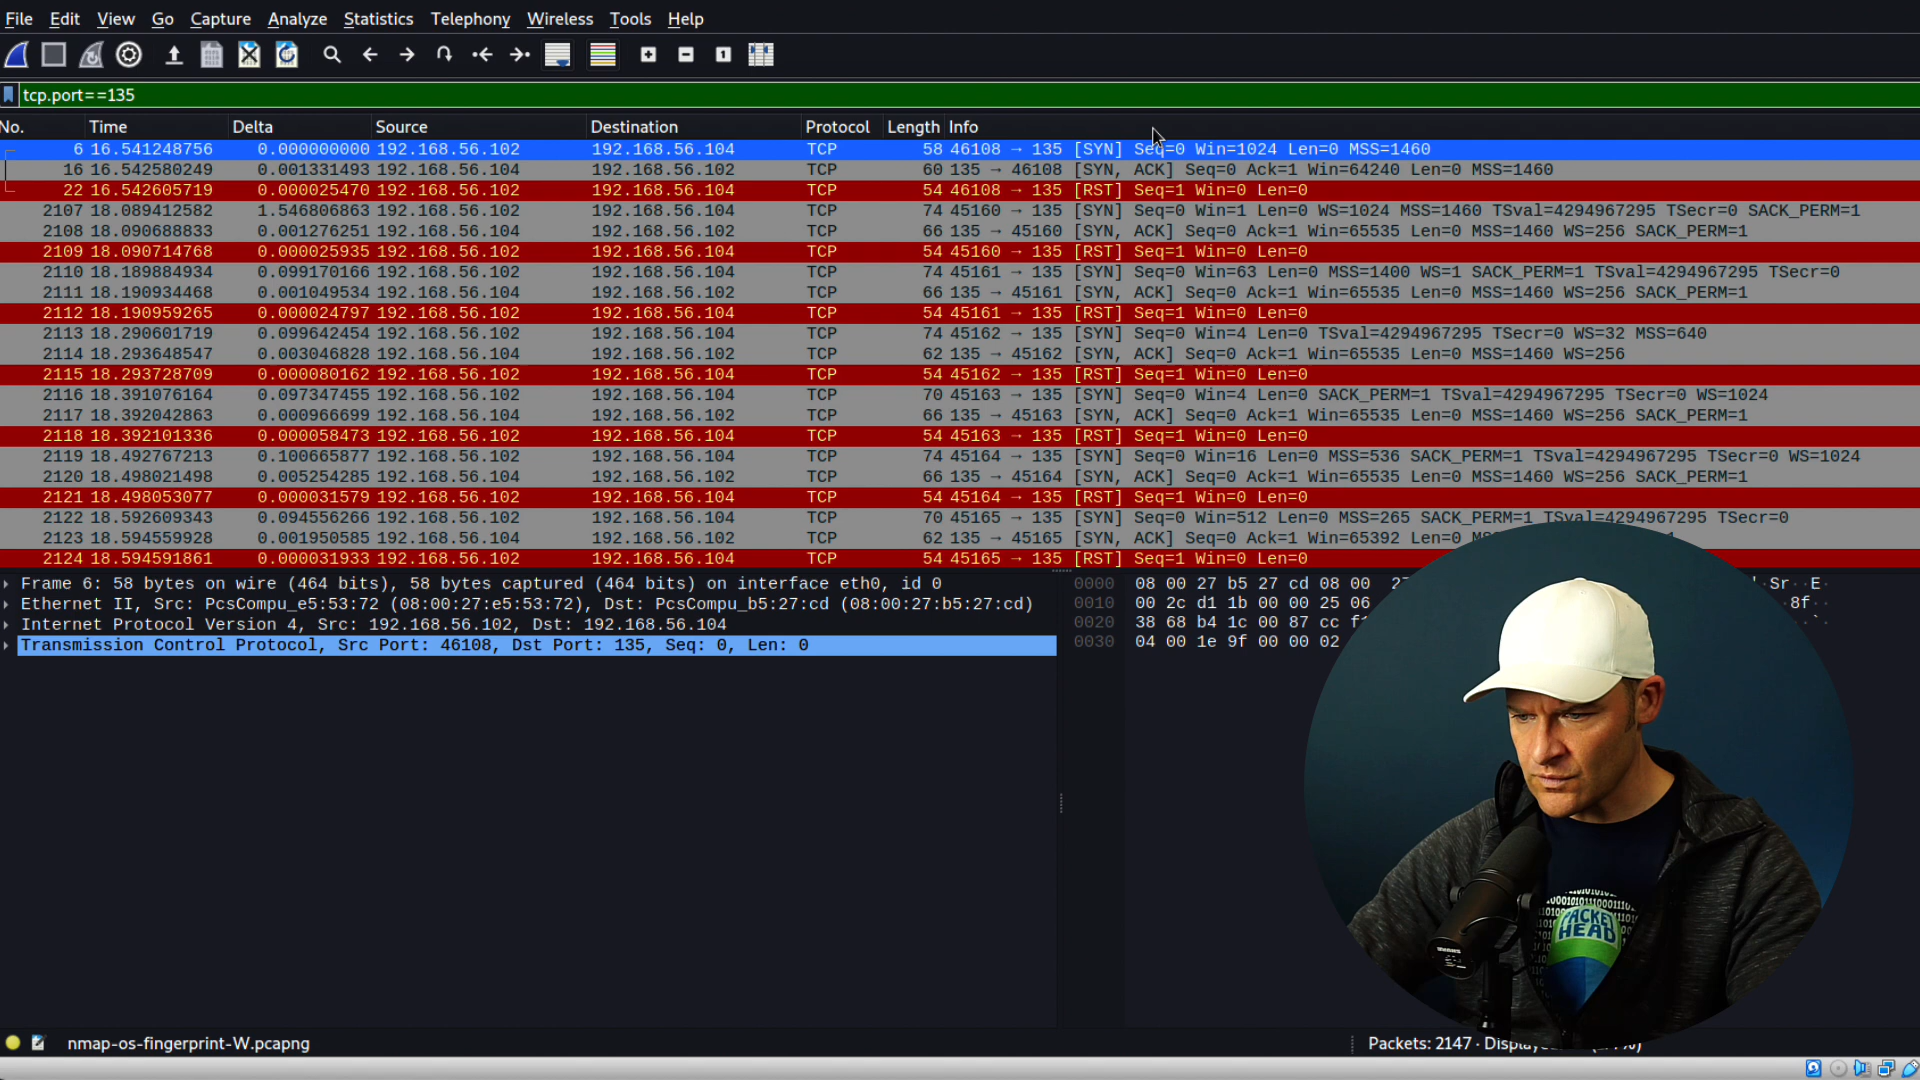 File Edit View Go Capture Analyze Statistics Telephony Wireless Tools Help
tcp.port==135
No. Time Delta Source Destination Protocol Length Info
6 16.541248756 0.000000000 192.168.56.102 192.168.56.104 TCP 58 46108 → 135 [SYN] Seq=0 Win=1024 Len=0 MSS=1460
16 16.542580249 0.001331493 192.168.56.104 192.168.56.102 TCP 60 135 → 46108 [SYN, ACK] Seq=0 Ack=1 Win=64240 Len=0 MSS=1460
22 16.542605719 0.000025470 192.168.56.102 192.168.56.104 TCP 54 46108 → 135 [RST] Seq=1 Win=0 Len=0
2107 18.089412582 1.546806863 192.168.56.102 192.168.56.104 TCP 74 45160 → 135 [SYN] Seq=0 Win=1 Len=0 WS=1024 MSS=1460 TSval=4294967295 TSecr=0 SACK_PERM=1
2108 18.090688833 0.001276251 192.168.56.104 192.168.56.102 TCP 66 135 → 45160 [SYN, ACK] Seq=0 Ack=1 Win=65535 Len=0 MSS=1460 WS=256 SACK_PERM=1
2109 18.090714768 0.000025935 192.168.56.102 192.168.56.104 TCP 54 45160 → 135 [RST] Seq=1 Win=0 Len=0
2110 18.189884934 0.099170166 192.168.56.102 192.168.56.104 TCP 74 45161 → 135 [SYN] Seq=0 Win=63 Len=0 MSS=1400 WS=1 SACK_PERM=1 TSval=4294967295 TSecr=0
2111 18.190934468 0.001049534 192.168.56.104 192.168.56.102 TCP 66 135 → 45161 [SYN, ACK] Seq=0 Ack=1 Win=65535 Len=0 MSS=1460 WS=256 SACK_PERM=1
2112 18.190959265 0.000024797 192.168.56.102 192.168.56.104 TCP 54 45161 → 135 [RST] Seq=1 Win=0 Len=0
2113 18.290601719 0.099642454 192.168.56.102 192.168.56.104 TCP 74 45162 → 135 [SYN] Seq=0 Win=4 Len=0 TSval=4294967295 TSecr=0 WS=32 MSS=640
2114 18.293648547 0.003046828 192.168.56.104 192.168.56.102 TCP 62 135 → 45162 [SYN, ACK] Seq=0 Ack=1 Win=65535 Len=0 MSS=1460 WS=256
2115 18.293728709 0.000080162 192.168.56.102 192.168.56.104 TCP 54 45162 → 135 [RST] Seq=1 Win=0 Len=0
2116 18.391076164 0.097347455 192.168.56.102 192.168.56.104 TCP 70 45163 → 135 [SYN] Seq=0 Win=4 Len=0 SACK_PERM=1 TSval=4294967295 TSecr=0 WS=1024
2117 18.392042863 0.000966699 192.168.56.104 192.168.56.102 TCP 66 135 → 45163 [SYN, ACK] Seq=0 Ack=1 Win=65535 Len=0 MSS=1460 WS=256 SACK_PERM=1
2118 18.392101336 0.000058473 192.168.56.102 192.168.56.104 TCP 54 45163 → 135 [RST] Seq=1 Win=0 Len=0
2119 18.492767213 0.100665877 192.168.56.102 192.168.56.104 TCP 74 45164 → 135 [SYN] Seq=0 Win=16 Len=0 MSS=536 SACK_PERM=1 TSval=4294967295 TSecr=0 WS=1024
2120 18.498021498 0.005254285 192.168.56.104 192.168.56.102 TCP 66 135 → 45164 [SYN, ACK] Seq=0 Ack=1 Win=65535 Len=0 MSS=1460 WS=256 SACK_PERM=1
2121 18.498053077 0.000031579 192.168.56.102 192.168.56.104 TCP 54 45164 → 135 [RST] Seq=1 Win=0 Len=0
2122 18.592609343 0.094556266 192.168.56.102 192.168.56.104 TCP 70 45165 → 135 [SYN] Seq=0 Win=512 Len=0 MSS=265 SACK_PERM=1 TSval=4294967295 TSecr=0
2123 18.594559928 0.001950585 192.168.56.104 192.168.56.102 TCP 62 135 → 45165 [SYN, ACK] Seq=0 Ack=1 Win=65392 Len=0
2124 18.594591861 0.000031933 192.168.56.102 192.168.56.104 TCP 54 45165 → 135 [RST] Seq=1 Win=0 Len=0
Frame 6: 58 bytes on wire (464 bits), 58 bytes captured (464 bits) on interface eth0, id 0
Ethernet II, Src: PcsCompu_e5:53:72 (08:00:27:e5:53:72), Dst: PcsCompu_b5:27:cd (08:00:27:b5:27:cd)
Internet Protocol Version 4, Src: 192.168.56.102, Dst: 192.168.56.104
Transmission Control Protocol, Src Port: 46108, Dst Port: 135, Seq: 0, Len: 0
0000 08 00 27 b5 27 cd 08 00
0010 00 2c d1 1b 00 00 25 06
0020 38 68 b4 1c 00 87 cc
0030 04 00 1e 9f 00 00 02
PACKET
HEAD
nmap-os-fingerprint-W.pcapng
Packets: 2147 ·